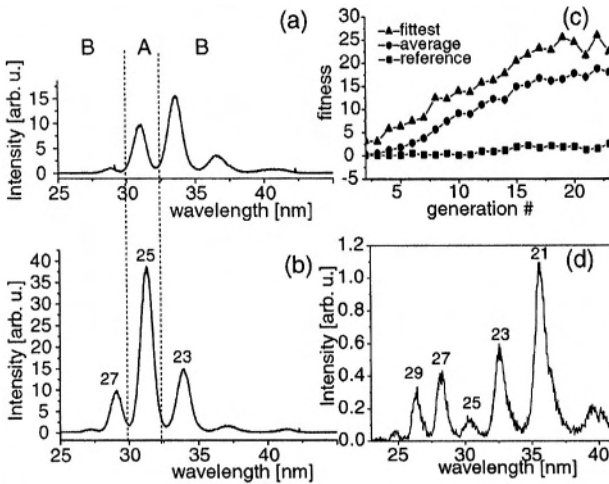 (a)
B A B
Intensity [arb. u.]
15
10
5
0
25 30 35 40
wavelength [nm]
(b)
Intensity [arb. u.]
40
35
30
25
20
15
10
5
0
27
25
23
25 30 35 40
wavelength [nm]
(c)
fitness
30
25
20
15
10
5
0
-5
fittest
average
reference
5 10 15 20
generation #
(d)
Intensity [arb. u.]
1.2
1.0
0.8
0.6
0.4
0.2
0.0
29
27
25
23
21
25 30 35 40
wavelength [nm]